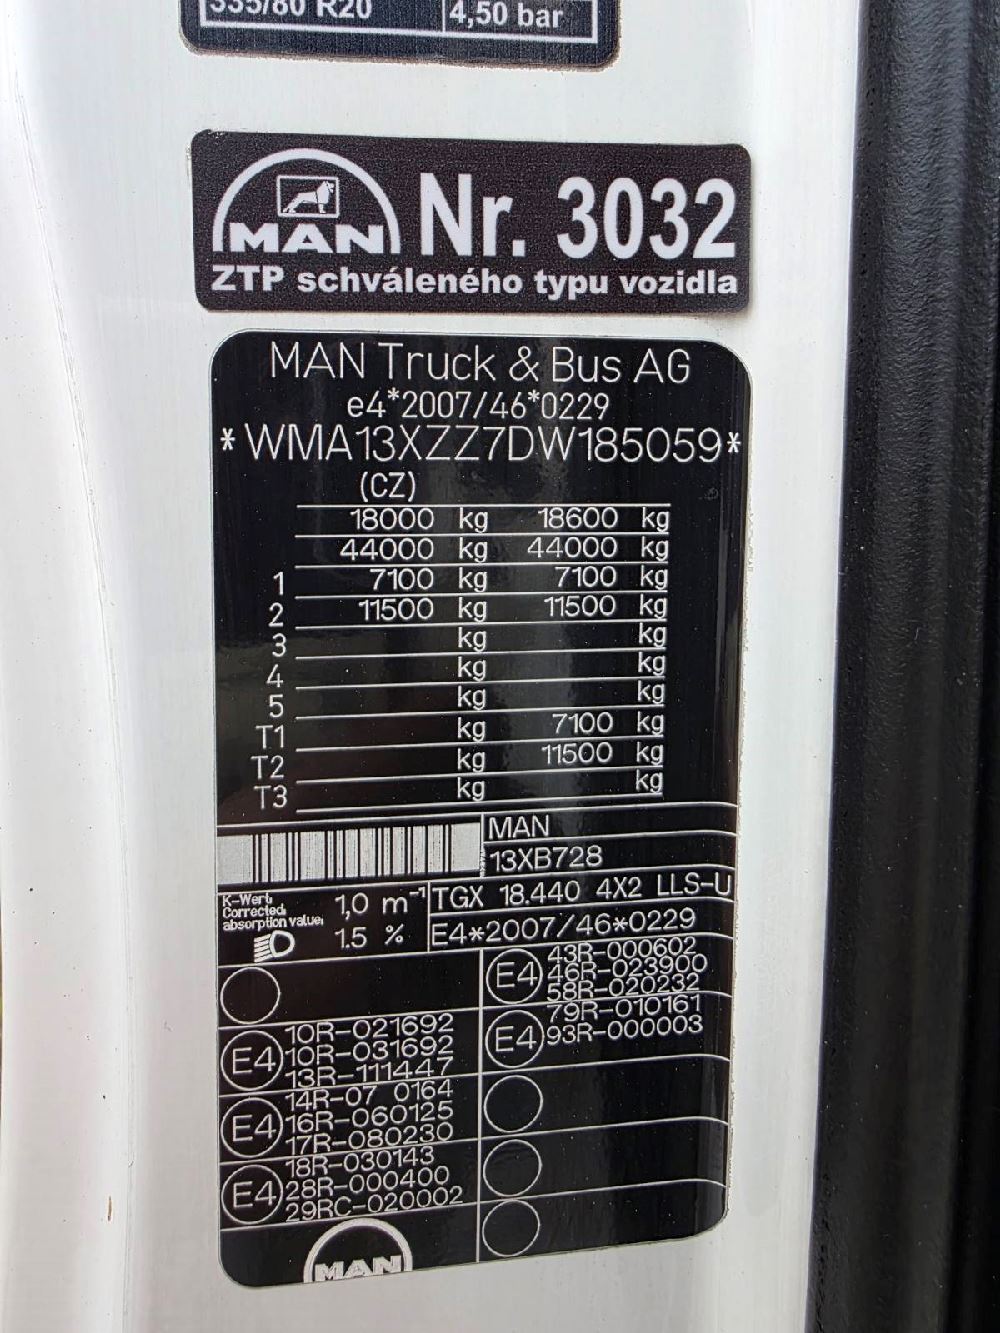 335/80 R20 4,50 bar
MAN Nr. 3032
ZTP schváleného typu vozidla
MAN Truck & Bus AG
e4*2007/46*0229
*WMA13XZZ7DW185059*
(CZ)
18000 kg 18600 kg
44000 kg 44000 kg
1 7100 kg 7100 kg
2 11500 kg 11500 kg
3 kg kg
4 kg kg
5 kg kg
T1 kg 7100 kg
T2 kg 11500 kg
T3 kg kg
MAN
13XB728
K-Wert
Corrected
absorption value:
1,0 m⁻¹
TGX 18.440 4X2 LLS-U
1.5 %
E4*2007/46*0229
E4
43R-000602
46R-023900
58R-020232
E4
79R-010161
93R-000003
E4
10R-021692
10R-031692
13R-111447
E4
14R-07 0164
16R-060125
17R-080230
E4
18R-030143
28R-000400
29RC-020002
MAN